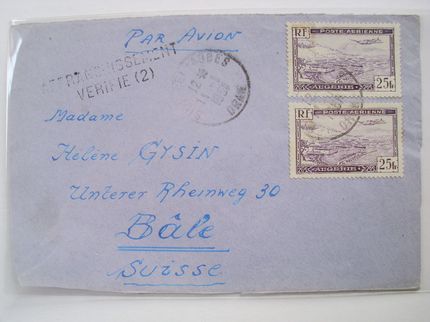 Par Avion
AFFRANCHISSEMENT
VERIFIE (2)
ORAN
RF POSTE AERIENNE
25F
ALGERIE
RF POSTE AERIENNE
25F
ALGERIE
Madame
Hélène GYSIN
Unterer Rheinweg 30
Bâle
Suisse